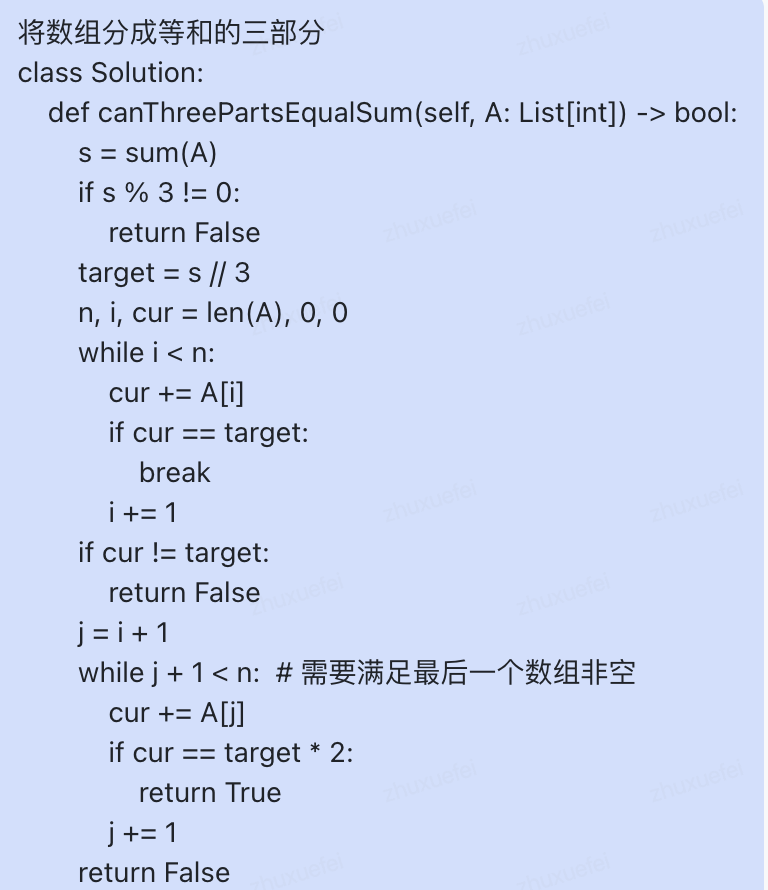 将数组分成等和的三部分
class Solution:
    def canThreePartsEqualSum(self, A: List[int]) -> bool:
        s = sum(A)
        if s % 3 != 0:
            return False
        target = s // 3
        n, i, cur = len(A), 0, 0
        while i < n:
            cur += A[i]
            if cur == target:
                break
            i += 1
        if cur != target:
            return False
        j = i + 1
        while j + 1 < n:  # 需要满足最后一个数组非空
            cur += A[j]
            if cur == target * 2:
                return True
            j += 1
        return False